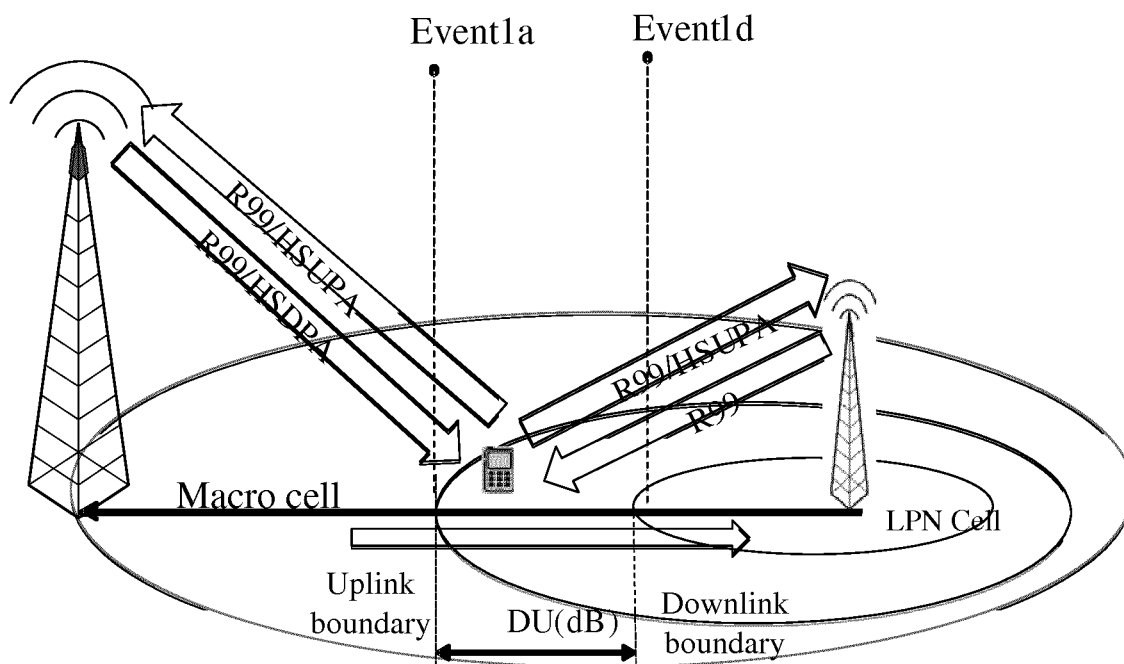 Event1a
Event1d
R99/HSUPA
R99/HSDPA
R99/HSUPA
R99
Macro cell
LPN Cell
Uplink
boundary
DU(dB)
Downlink
boundary